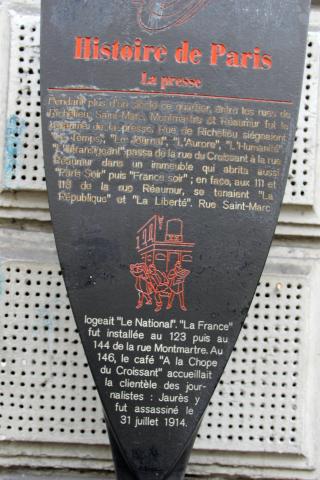 Histoire de Paris
La presse
Pendant plus d'un siècle ce quartier, entre les rues de
Richelieu, Saint-Marc, Montmartre et Réaumur fut le
royaume de la presse. Rue de Richelieu siégeaient
"Le Temps", "Le Journal", "L'Aurore", "L'Humanité"
"L'Intransigeant" passa de la rue du Croissant à la rue
Réaumur dans un immeuble qui abrita aussi
"Paris Soir" puis "France soir" ; en face, aux 111 et
113 de la rue Réaumur, se tenaient "La
République" et "La Liberté". Rue Saint-Marc
logeait "Le National". "La France"
fut installée au 123 puis au
144 de la rue Montmartre. Au
146, le café "A la Chope
du Croissant" accueillait
la clientèle des jour-
nalistes : Jaurès y
fut assassiné le
31 juillet 1914.